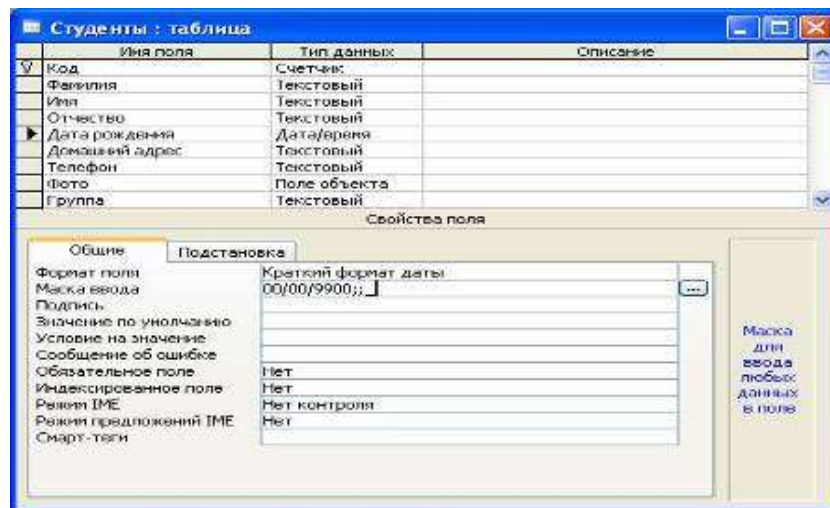 Студенты : таблица
Имя поля Тип данных Описание
Код Счетчик
Фамилия Текстовый
Имя Текстовый
Отчество Текстовый
Дата рождения Дата/время
Домашний адрес Текстовый
Телефон Текстовый
Фото Поле объекта
Группа Текстовый
Свойства поля
Общие Подстановка
Формат поля Краткий формат даты
Маска ввода 00/00/9900;;_
Подпись
Значение по умолчанию
Условие на значение
Сообщение об ошибке
Обязательное поле Нет
Индексированное поле Нет
Режим IME Нет контроля
Режим предложений IME Нет
Смарт-теги
Маска
для
ввода
любых
данных
в поле